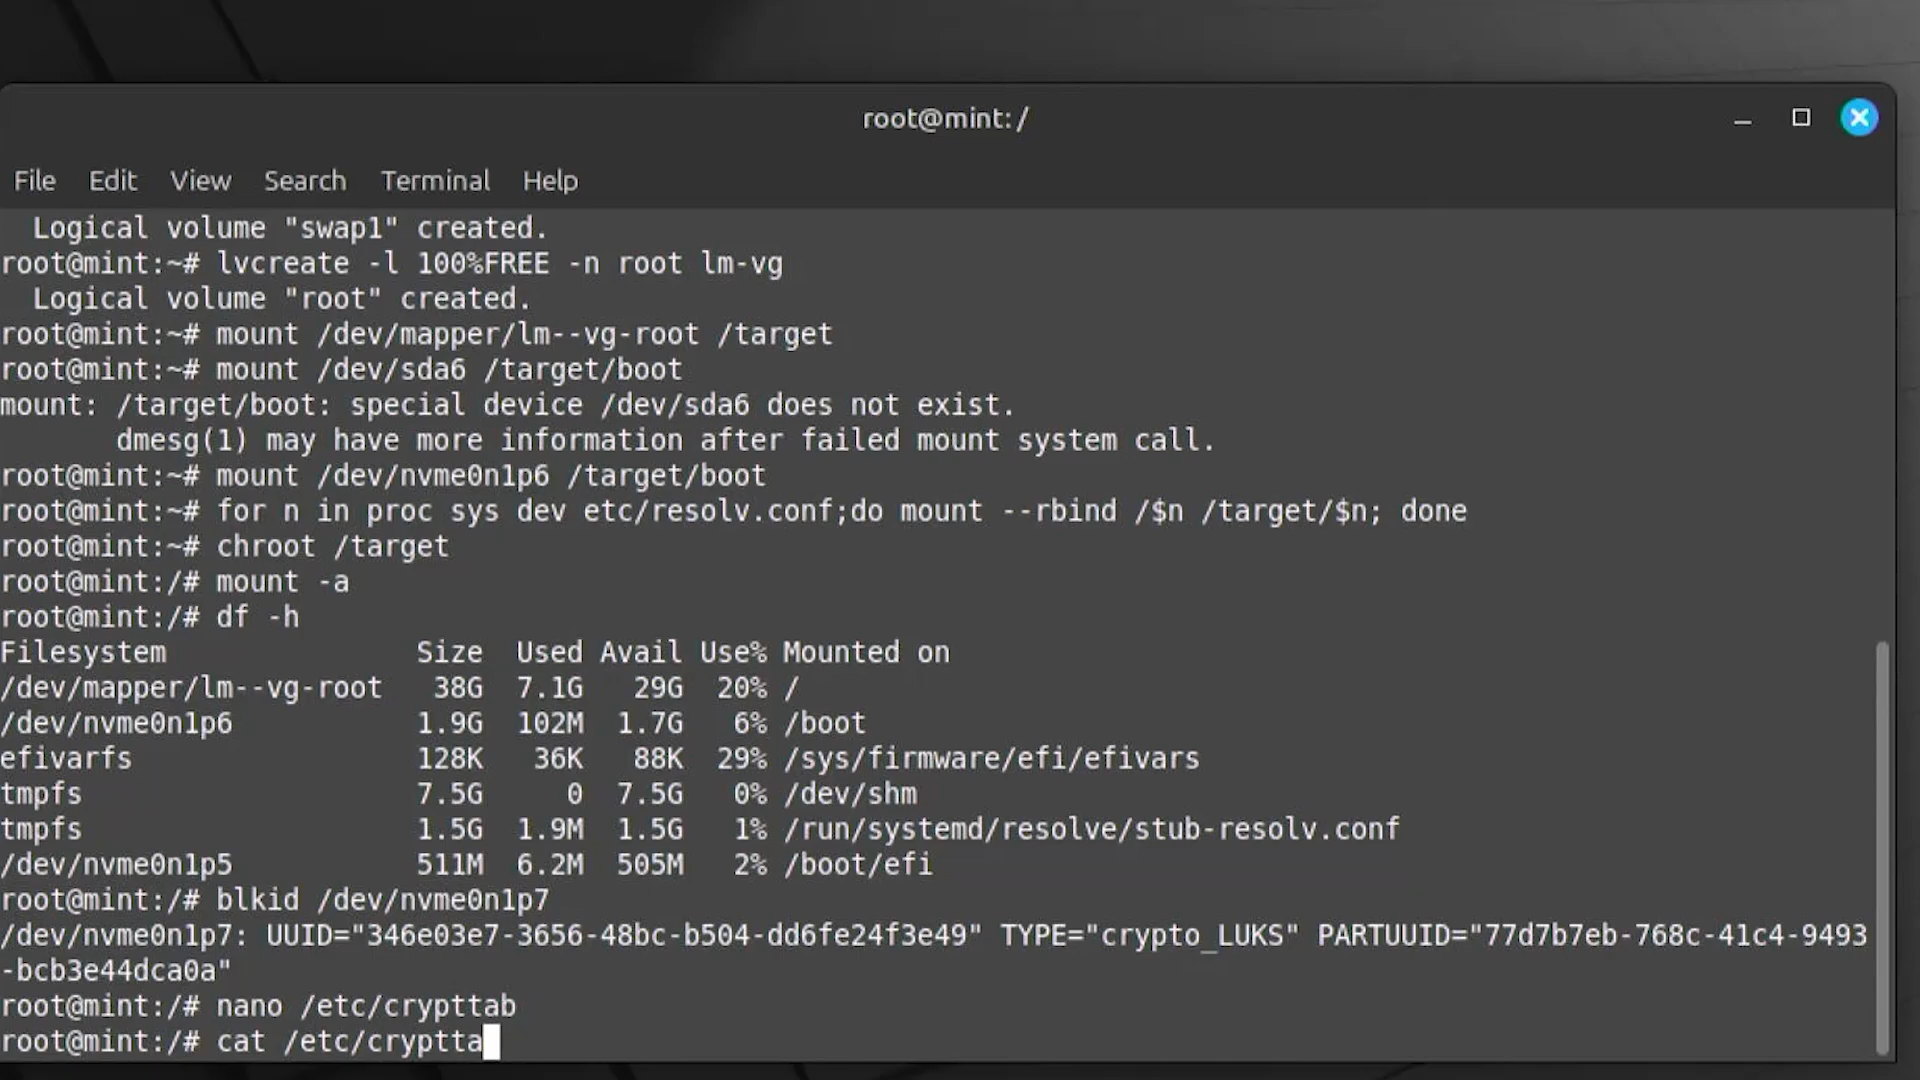 root@mint: /
File Edit View Search Terminal Help
  Logical volume "swap1" created.
root@mint:~# lvcreate -l 100%FREE -n root lm-vg
  Logical volume "root" created.
root@mint:~# mount /dev/mapper/lm--vg-root /target
root@mint:~# mount /dev/sda6 /target/boot
mount: /target/boot: special device /dev/sda6 does not exist.
       dmesg(1) may have more information after failed mount system call.
root@mint:~# mount /dev/nvme0n1p6 /target/boot
root@mint:~# for n in proc sys dev etc/resolv.conf;do mount --rbind /$n /target/$n; done
root@mint:~# chroot /target
root@mint:/# mount -a
root@mint:/# df -h
Filesystem               Size  Used Avail Use% Mounted on
/dev/mapper/lm--vg-root   38G  7.1G   29G  20% /
/dev/nvme0n1p6           1.9G  102M  1.7G   6% /boot
efivarfs                 128K   36K   88K  29% /sys/firmware/efi/efivars
tmpfs                    7.5G     0  7.5G   0% /dev/shm
tmpfs                    1.5G  1.9M  1.5G   1% /run/systemd/resolve/stub-resolv.conf
/dev/nvme0n1p5           511M  6.2M  505M   2% /boot/efi
root@mint:/# blkid /dev/nvme0n1p7
/dev/nvme0n1p7: UUID="346e03e7-3656-48bc-b504-dd6fe24f3e49" TYPE="crypto_LUKS" PARTUUID="77d7b7eb-768c-41c4-9493
-bcb3e44dca0a"
root@mint:/# nano /etc/crypttab
root@mint:/# cat /etc/cryptta